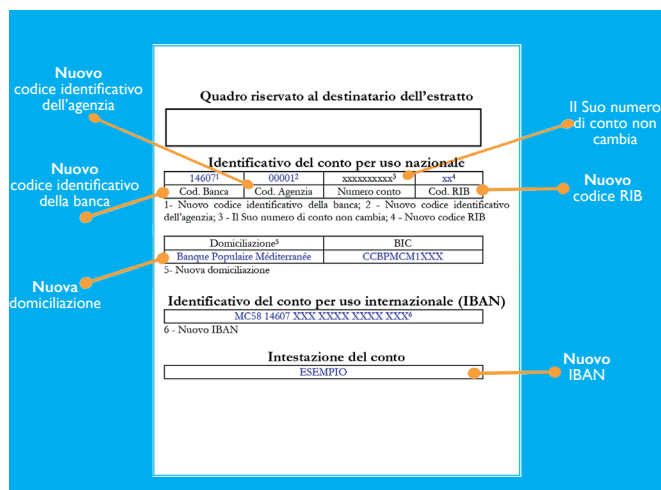 Nuovo
codice identificativo
dell'agenzia
Nuovo
codice identificativo
della banca
Nuova
domiciliazione
Quadro riservato al destinatario dell'estratto
Identificativo del conto per uso nazionale
14607¹ 00001² xxxxxxxxxx³ xx⁴
Cod. Banca Cod. Agenzia Numero conto Cod. RIB
1- Nuovo codice identificativo della banca; 2 - Nuovo codice identificativo
dell'agenzia; 3 - Il Suo numero di conto non cambia; 4 - Nuovo codice RIB
Domiciliazione⁵ BIC
Banque Populaire Méditerranée CCBPMCM1XXX
5- Nuova domiciliazione
Identificativo del conto per uso internazionale (IBAN)
MC58 14607 XXX XXXX XXXX XXX⁶
6 - Nuovo IBAN
Intestazione del conto
ESEMPIO
Il Suo numero
di conto non
cambia
Nuovo
codice RIB
Nuovo
IBAN